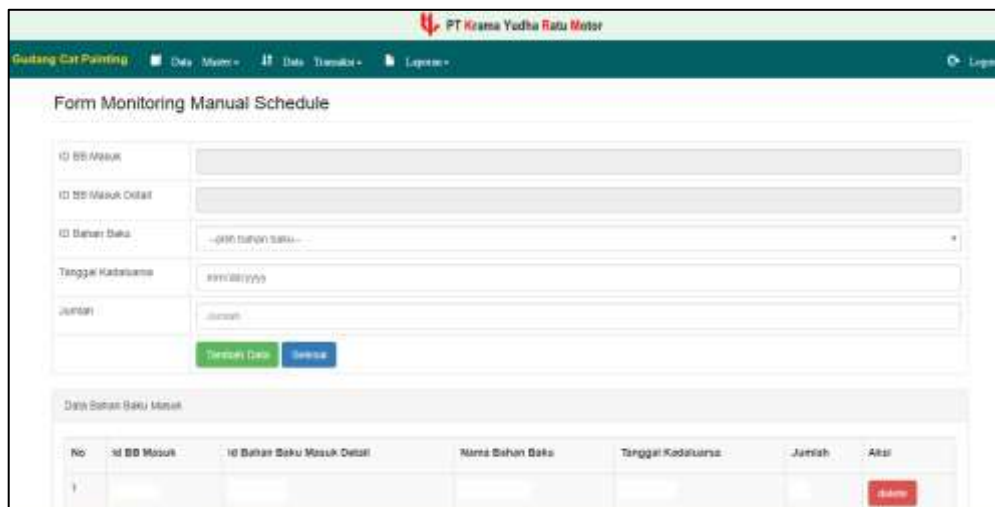 PT Krama Yudha Ratu Motor
Gudang Cat Painting Data Master Data Transaksi Laporan Logout
Form Monitoring Manual Schedule
ID BB Masuk
ID BB Masuk Detail
ID Bahan Baku --pilih bahan baku--
Tanggal Kadaluarsa mm/dd/yyyy
Jumlah Jumlah
Tambah Data Selesai
Data Bahan Baku Masuk
No Id BB Masuk Id Bahan Baku Masuk Detail Nama Bahan Baku Tanggal Kadaluarsa Jumlah Aksi
1 delete